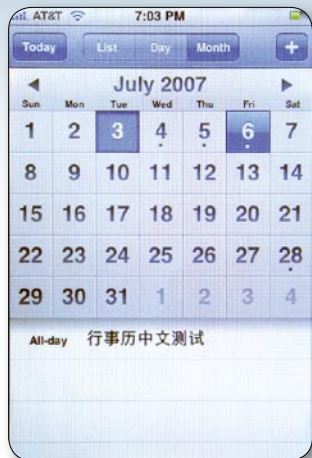 AT&T 7:03 PM
Today List Day Month +
July 2007
Sun Mon Tue Wed Thu Fri Sat
1 2 3 4 5 6 7
8 9 10 11 12 13 14
15 16 17 18 19 20 21
22 23 24 25 26 27 28
29 30 31 1 2 3 4
All-day 行事历中文测试